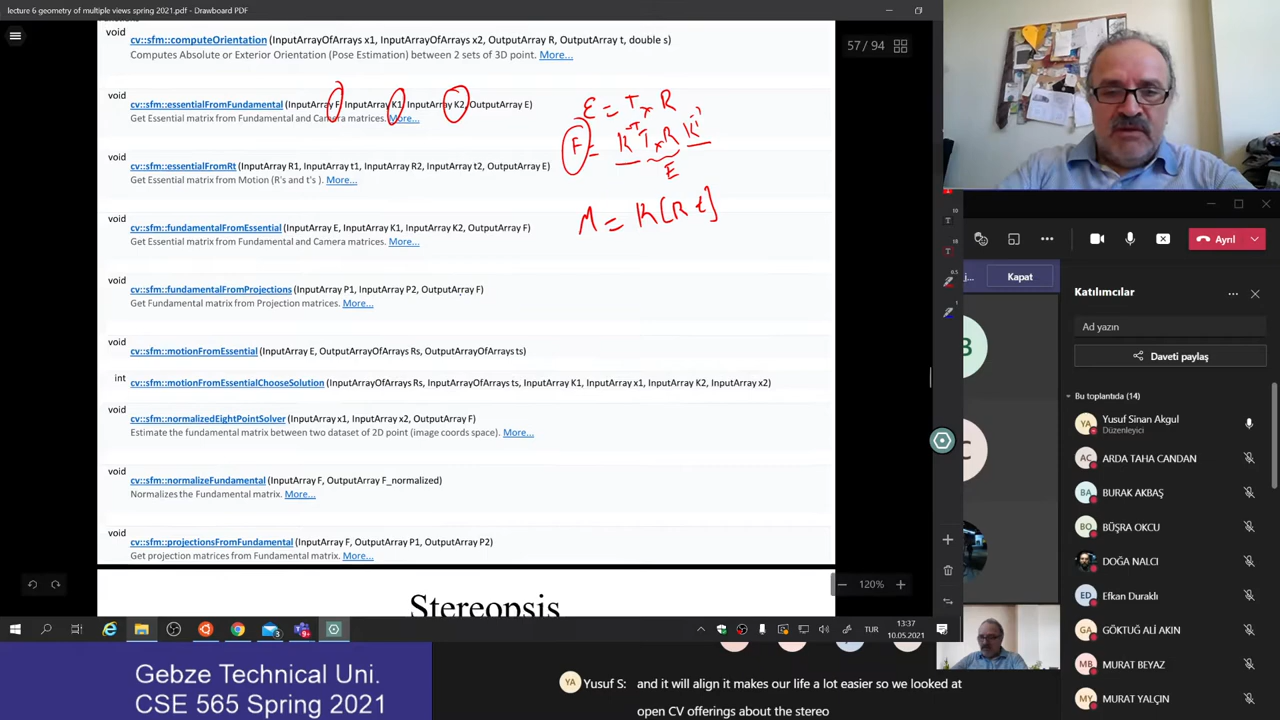 lecture 6 geometry of multiple views spring 2021.pdf - Drawboard PDF
57 / 94
void
cv::sfm::computeOrientation (InputArrayOfArrays x1, InputArrayOfArrays x2, OutputArray R, OutputArray t, double s)
Computes Absolute or Exterior Orientation (Pose Estimation) between 2 sets of 3D point. More...
void
cv::sfm::essentialFromFundamental (InputArray F, InputArray K1, InputArray K2, OutputArray E)
Get Essential matrix from Fundamental and Camera matrices. More...
E = T× R
F = K^-T T× R K^-1
E
M = K[R t]
void
cv::sfm::essentialFromRt (InputArray R1, InputArray t1, InputArray R2, InputArray t2, OutputArray E)
Get Essential matrix from Motion (R's and t's ). More...
void
cv::sfm::fundamentalFromEssential (InputArray E, InputArray K1, InputArray K2, OutputArray F)
Get Essential matrix from Fundamental and Camera matrices. More...
void
cv::sfm::fundamentalFromProjections (InputArray P1, InputArray P2, OutputArray F)
Get Fundamental matrix from Projection matrices. More...
void
cv::sfm::motionFromEssential (InputArray E, OutputArrayOfArrays Rs, OutputArrayOfArrays ts)
int
cv::sfm::motionFromEssentialChooseSolution (InputArrayOfArrays Rs, InputArrayOfArrays ts, InputArray K1, InputArray x1, InputArray K2, InputArray x2)
void
cv::sfm::normalizedEightPointSolver (InputArray x1, InputArray x2, OutputArray F)
Estimate the fundamental matrix between two dataset of 2D point (image coords space). More...
void
cv::sfm::normalizeFundamental (InputArray F, OutputArray F_normalized)
Normalizes the Fundamental matrix. More...
void
cv::sfm::projectionsFromFundamental (InputArray F, OutputArray P1, OutputArray P2)
Get projection matrices from Fundamental matrix. More...
Stereopsis
120%
TUR
13:37
10.05.2021
Ayrıl
Kapat
Katılımcılar
Ad yazın
Daveti paylaş
Bu toplantıda (14)
YA Yusuf Sinan Akgul
Düzenleyici
AC ARDA TAHA CANDAN
BA BURAK AKBAŞ
BO BÜŞRA OKCU
DOĞA NALCI
ED Efkan Duraklı
GA GÖKTUĞ ALİ AKIN
MB MURAT BEYAZ
MY MURAT YALÇIN
Gebze Technical Uni.
CSE 565 Spring 2021
YA Yusuf S: and it will align it makes our life a lot easier so we looked at
open CV offerings about the stereo